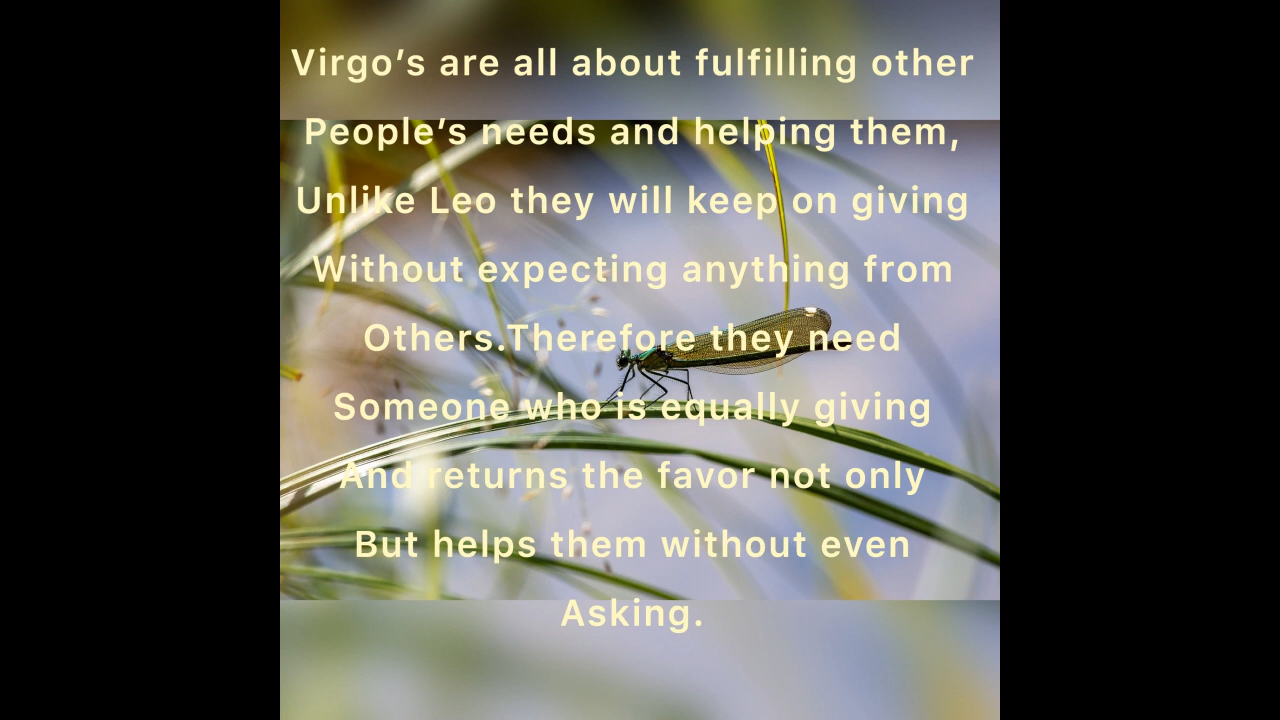 Virgo’s are all about fulfilling other
People’s needs and helping them,
Unlike Leo they will keep on giving
Without expecting anything from
Others.Therefore they need
Someone who is equally giving
And returns the favor not only
But helps them without even
Asking.